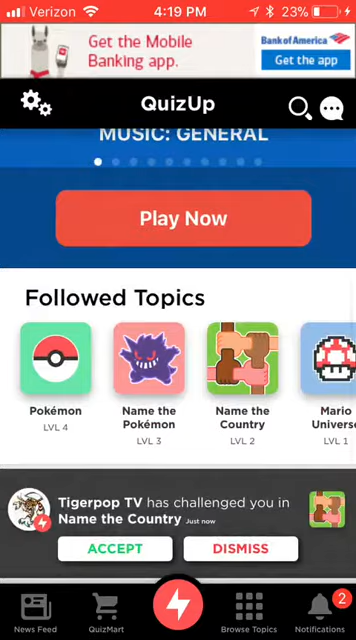 Verizon 4:19 PM 23%
Get the Mobile
Banking app.
Bank of America
Get the app
QuizUp
MUSIC: GENERAL
Play Now
Followed Topics
Pokémon
LVL 4
Name the
Pokémon
LVL 3
Name the
Country
LVL 2
Mario
Univers
LVL 1
Tigerpop TV has challenged you in
Name the Country Just now
ACCEPT
DISMISS
2
News Feed
QuizMart
Browse Topics
Notifications